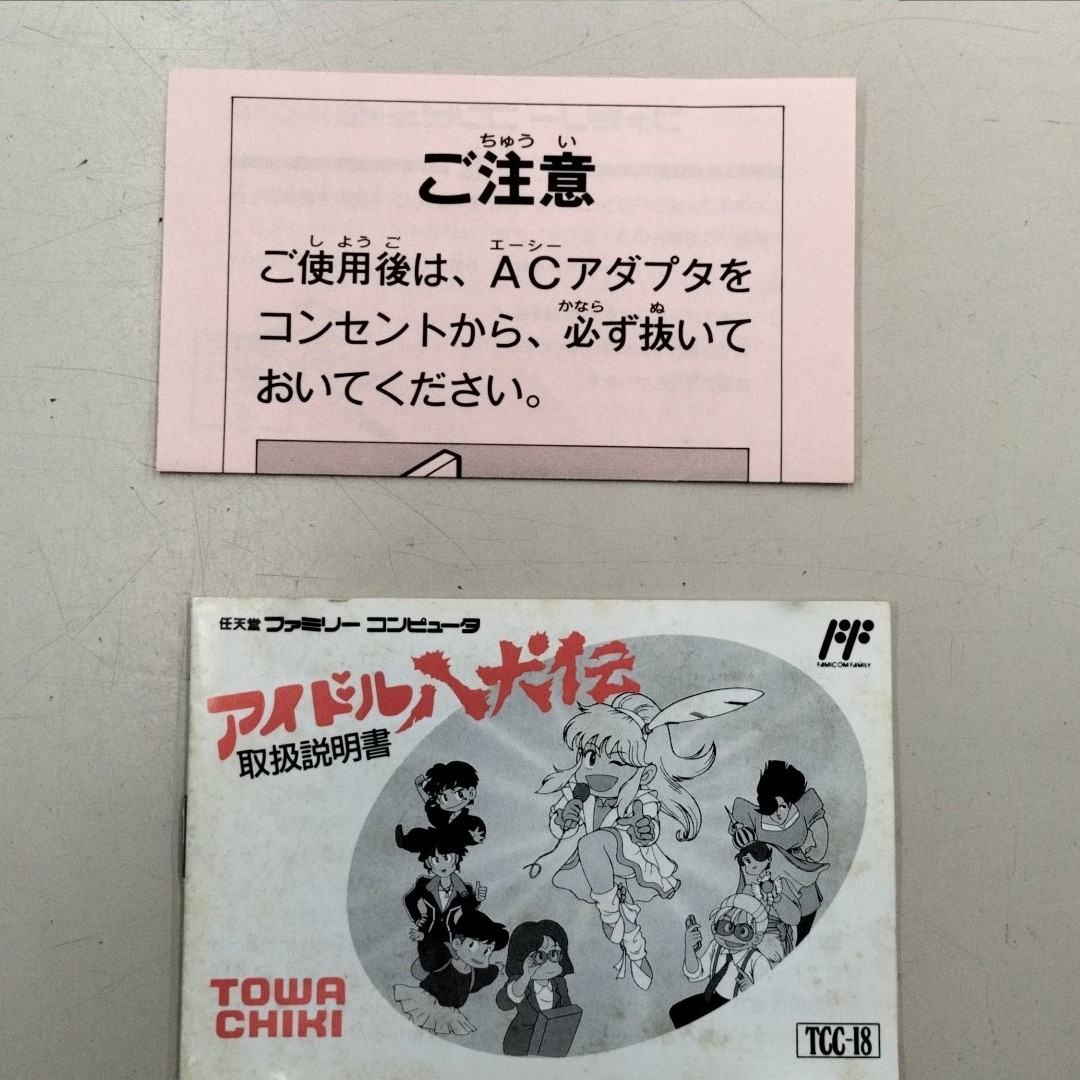 ちゅう い
ご注意
し よう ご エーシー
ご使用後は、ACアダプタを
かなら ぬ
コンセントから、必ず抜いて
おいてください。
任天堂 ファミリー コンピュータ
FAMICOM FAMILY
アイドル八犬伝
取扱説明書
TOWA
CHIKI
TCC-18